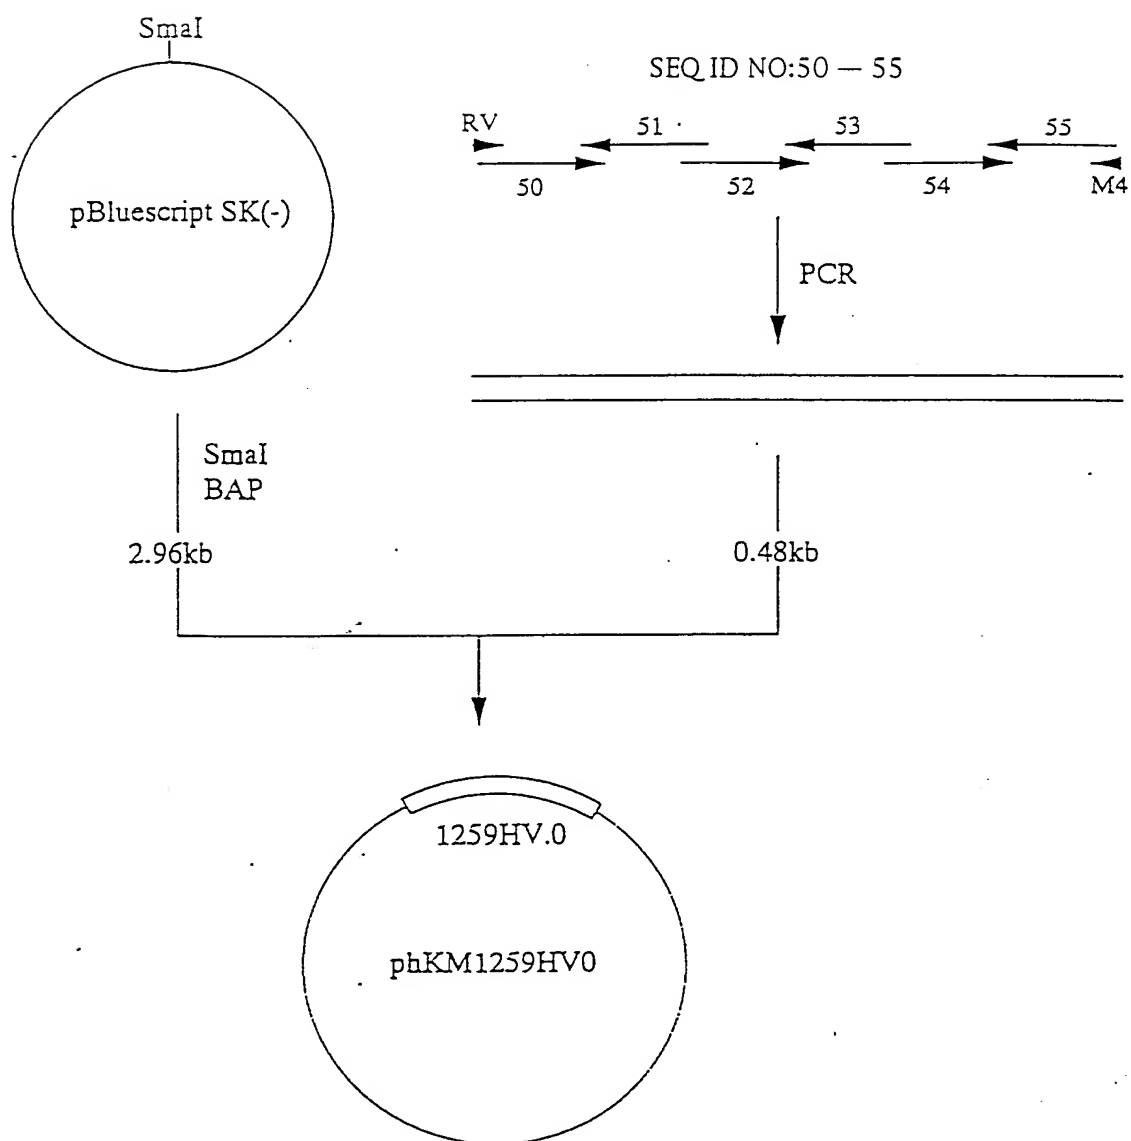 SmaI
pBluescript SK(-)
SEQ ID NO:50 — 55
RV
51
53
55
50
52
54
M4
PCR
SmaI
BAP
2.96kb
0.48kb
1259HV.0
phKM1259HV0